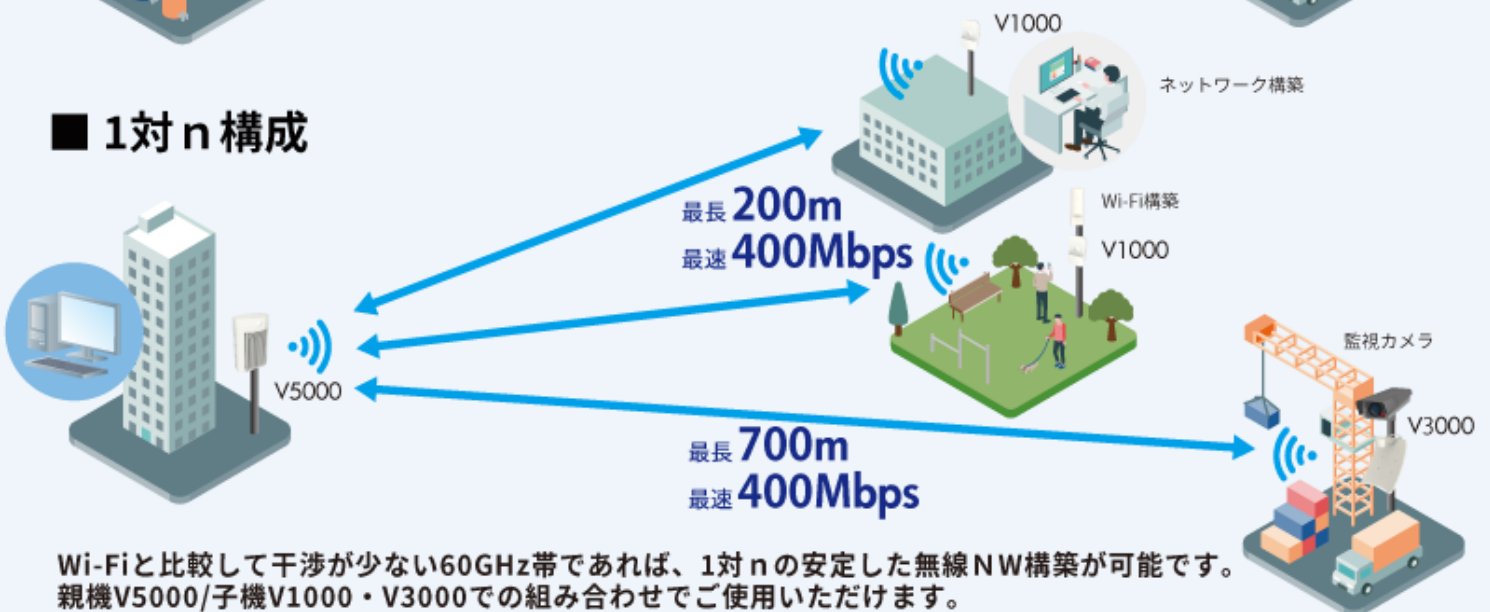 V1000
ネットワーク構築
■ 1対ｎ構成
最長 200m
最速 400Mbps
Wi-Fi構築
V1000
V5000
監視カメラ
V3000
最長 700m
最速 400Mbps
Wi-Fiと比較して干渉が少ない60GHz帯であれば、1対ｎの安定した無線ＮＷ構築が可能です。
親機V5000/子機V1000・V3000での組み合わせでご使用いただけます。